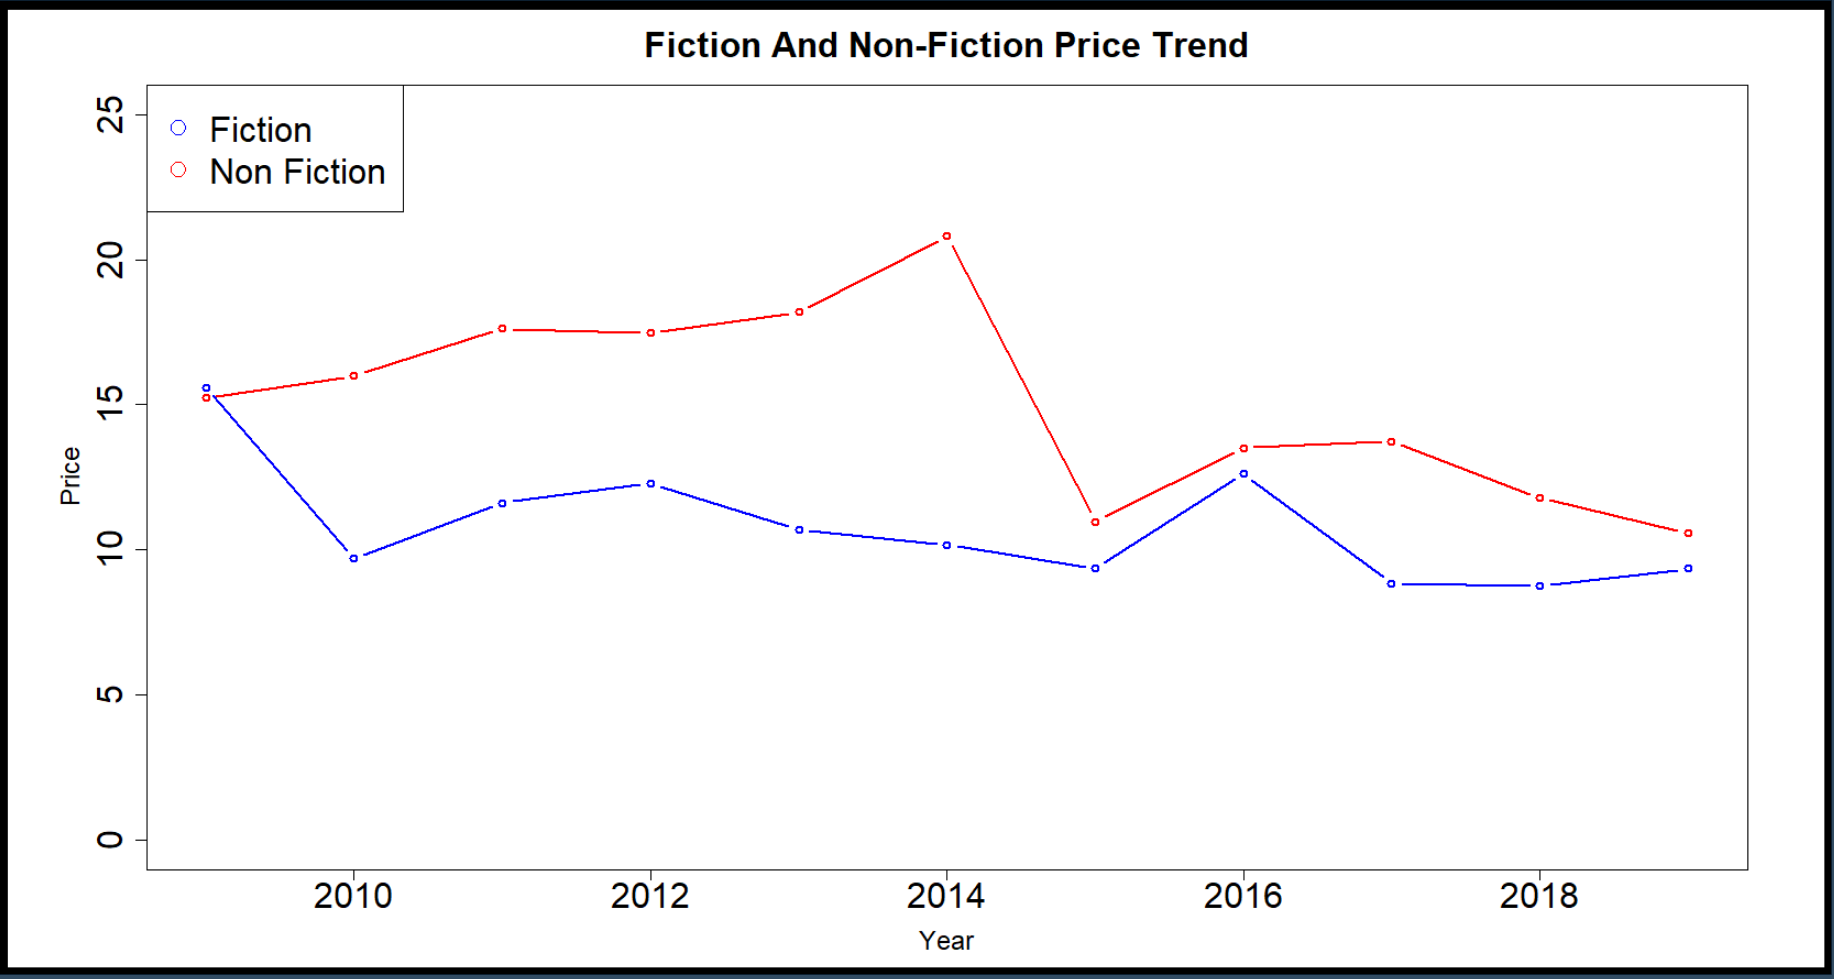 Fiction And Non-Fiction Price Trend
Fiction
Non Fiction
25
20
15
10
5
0
Price
2010 2012 2014 2016 2018
Year